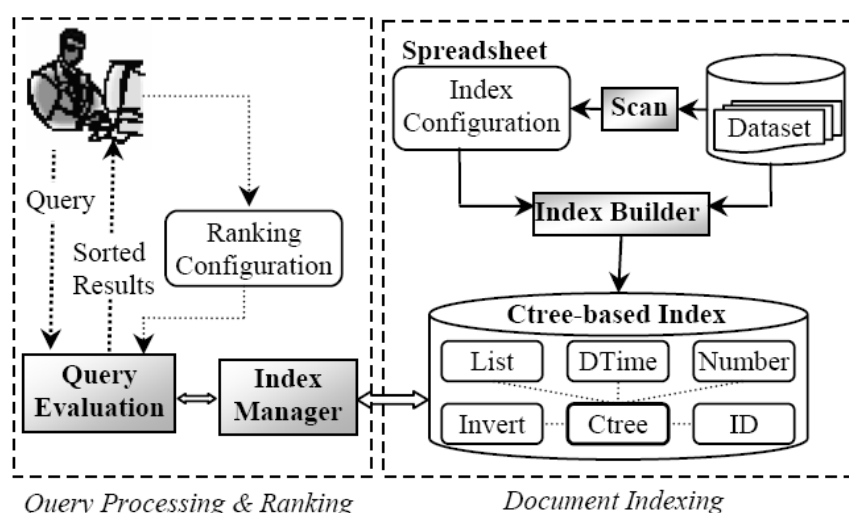 Query
Sorted
Results
Ranking
Configuration
Query
Evaluation
Index
Manager
Query Processing & Ranking
Spreadsheet
Index
Configuration
Scan
Dataset
Index Builder
Ctree-based Index
List
DTime
Number
Invert
Ctree
ID
Document Indexing